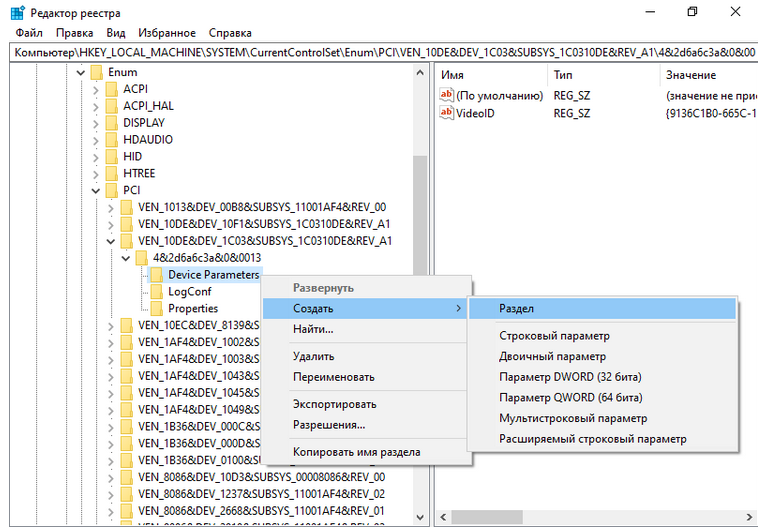 Редактор реестра
Файл Правка Вид Избранное Справка
Компьютер\HKEY_LOCAL_MACHINE\SYSTEM\CurrentControlSet\Enum\PCI\VEN_10DE&DEV_1C03&SUBSYS_1C0310DE&REV_A1\4&2d6a6c3a&0&00
Enum
ACPI
ACPI_HAL
DISPLAY
HDAUDIO
HID
HTREE
PCI
VEN_1013&DEV_00B8&SUBSYS_11001AF4&REV_00
VEN_10DE&DEV_10F1&SUBSYS_1C0310DE&REV_A1
VEN_10DE&DEV_1C03&SUBSYS_1C0310DE&REV_A1
4&2d6a6c3a&0&0013
Device Parameters
LogConf
Properties
VEN_10EC&DEV_8139&S
VEN_1AF4&DEV_1002&S
VEN_1AF4&DEV_1003&S
VEN_1AF4&DEV_1043&S
VEN_1AF4&DEV_1045&S
VEN_1AF4&DEV_1049&S
VEN_1B36&DEV_000C&S
VEN_1B36&DEV_000D&S
VEN_1B36&DEV_0100&S
VEN_8086&DEV_10D3&SUBSYS_00008086&REV_00
VEN_8086&DEV_1237&SUBSYS_11001AF4&REV_02
VEN_8086&DEV_2668&SUBSYS_11001AF4&REV_01
Имя Тип Значение
(По умолчанию) REG_SZ (значение не прис
VideoID REG_SZ {9136C1B0-665C-1
Развернуть
Создать
Найти...
Удалить
Переименовать
Экспортировать
Разрешения...
Копировать имя раздела
Раздел
Строковый параметр
Двоичный параметр
Параметр DWORD (32 бита)
Параметр QWORD (64 бита)
Мультистроковый параметр
Расширяемый строковый параметр